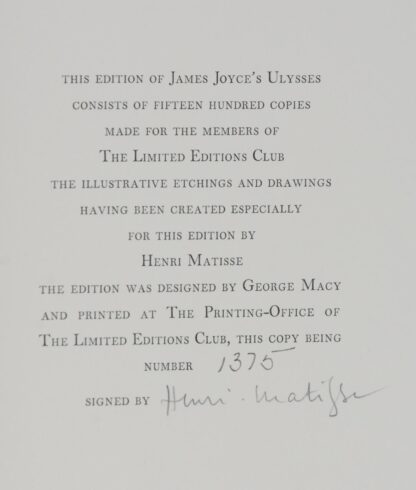 THIS EDITION OF JAMES JOYCE'S ULYSSES
CONSISTS OF FIFTEEN HUNDRED COPIES
MADE FOR THE MEMBERS OF
THE LIMITED EDITIONS CLUB
THE ILLUSTRATIVE ETCHINGS AND DRAWINGS
HAVING BEEN CREATED ESPECIALLY
FOR THIS EDITION BY
HENRI MATISSE
THE EDITION WAS DESIGNED BY GEORGE MACY
AND PRINTED AT THE PRINTING-OFFICE OF
THE LIMITED EDITIONS CLUB, THIS COPY BEING
NUMBER 1375
SIGNED BY Henri-Matisse